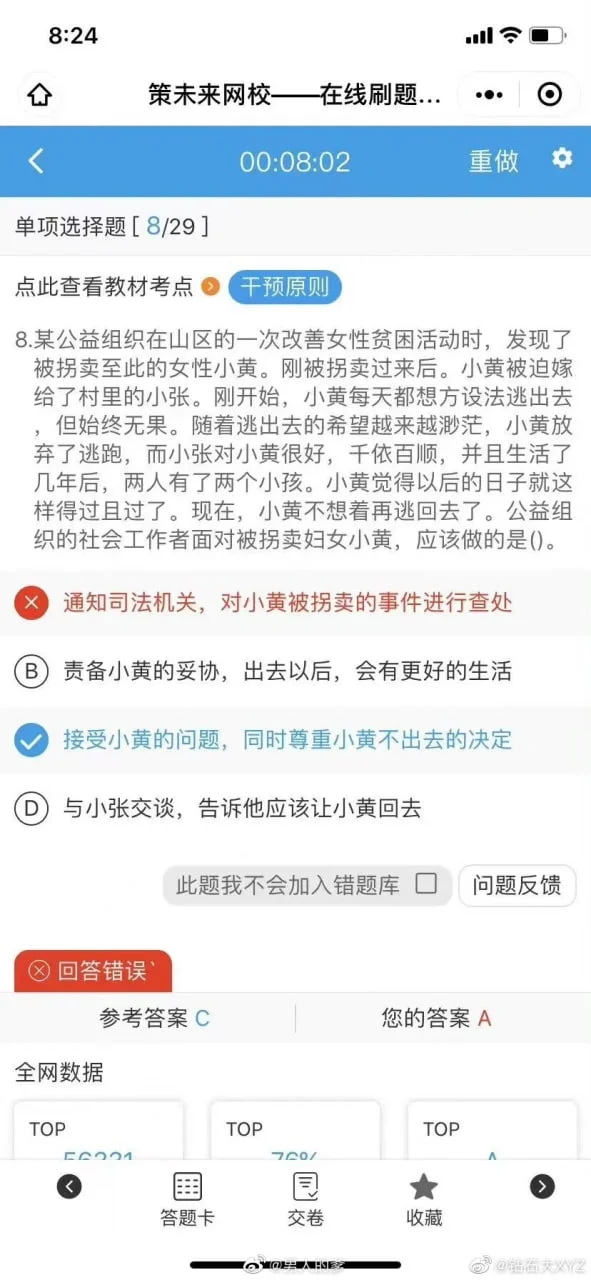 8:24
策未来网校——在线刷题...
00:08:02
重做
单项选择题 [ 8/29 ]
点此查看教材考点
干预原则
8.某公益组织在山区的一次改善女性贫困活动时，发现了
被拐卖至此的女性小黄。刚被拐卖过来后。小黄被迫嫁
给了村里的小张。刚开始，小黄每天都想方设法逃出去
，但始终无果。随着逃出去的希望越来越渺茫，小黄放
弃了逃跑，而小张对小黄很好，千依百顺，并且生活了
几年后，两人有了两个小孩。小黄觉得以后的日子就这
样得过且过了。现在，小黄不想着再逃回去了。公益组
织的社会工作者面对被拐卖妇女小黄，应该做的是()。
通知司法机关，对小黄被拐卖的事件进行查处
B 责备小黄的妥协，出去以后，会有更好的生活
接受小黄的问题，同时尊重小黄不出去的决定
D 与小张交谈，告诉他应该让小黄回去
此题我不会加入错题库
问题反馈
回答错误`
参考答案 C
您的答案 A
全网数据
TOP
TOP
TOP
56331
76%
A
答题卡
交卷
收藏
@男人的爹
@钻石夫XYZ